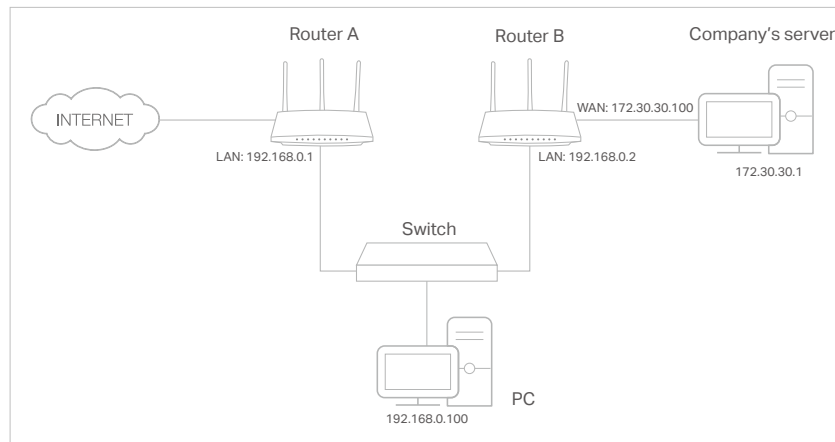 Router A
Router B
Company's server
INTERNET
WAN: 172.30.30.100
LAN: 192.168.0.1
LAN: 192.168.0.2
172.30.30.1
Switch
PC
192.168.0.100